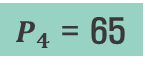 P₄ = 65